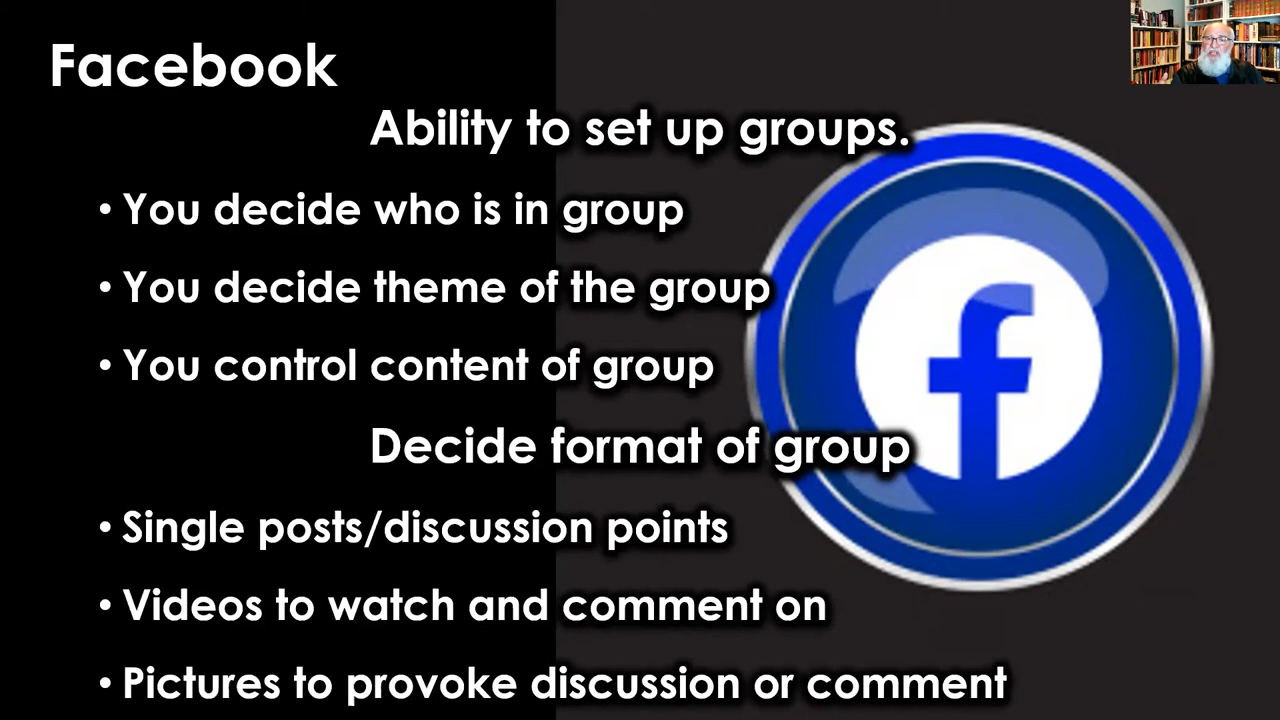 Facebook
Ability to set up groups.
• You decide who is in group
• You decide theme of the group
• You control content of group
Decide format of group
• Single posts/discussion points
• Videos to watch and comment on
• Pictures to provoke discussion or comment